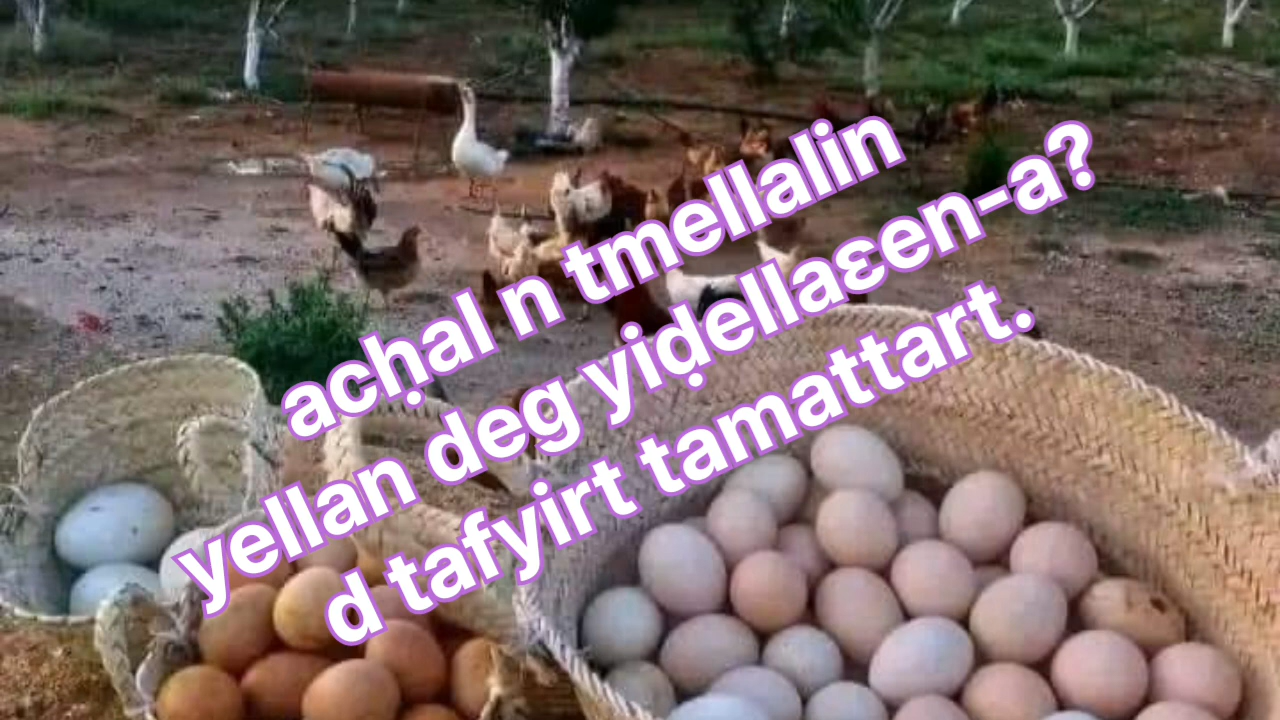 acḥal n tmellalin
yellan deg yiḍellaɛen-a?
d tafyirt tamattart.